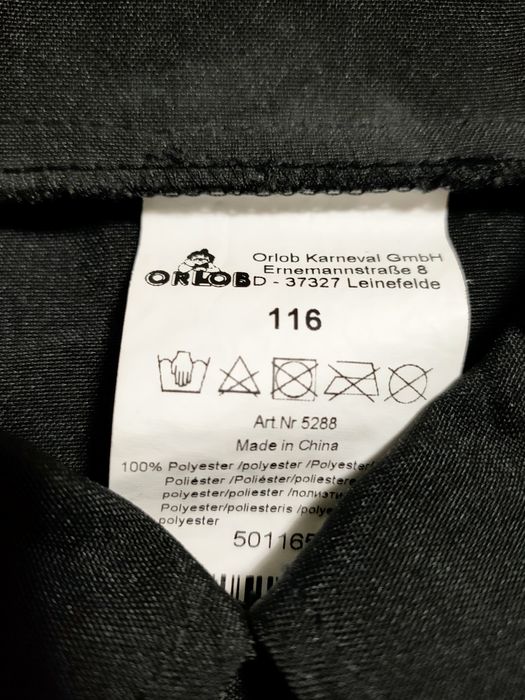 Orlob Karneval GmbH
Ernemannstraße 8
ORLOB D - 37327 Leinefelde
116
Art.Nr 5288
Made in China
100% Polyester /polyester /Polyester
Poliéster /Poliéster/poliestere
polyester/poliester /полиэти
Polyester/poliesteris /polye
polyester
501165